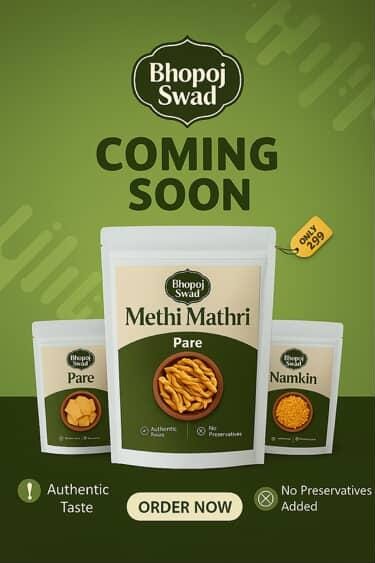 Bhopoj
Swad
COMING
SOON
ONLY
299
Bhopoj
Swad
Methi Mathri
Pare
Authentic
No
Preservatives
Bhopoj
Swad
Pare
Bhopoj
Swad
Namkin
Authentic
Taste
ORDER NOW
No Preservatives
Added